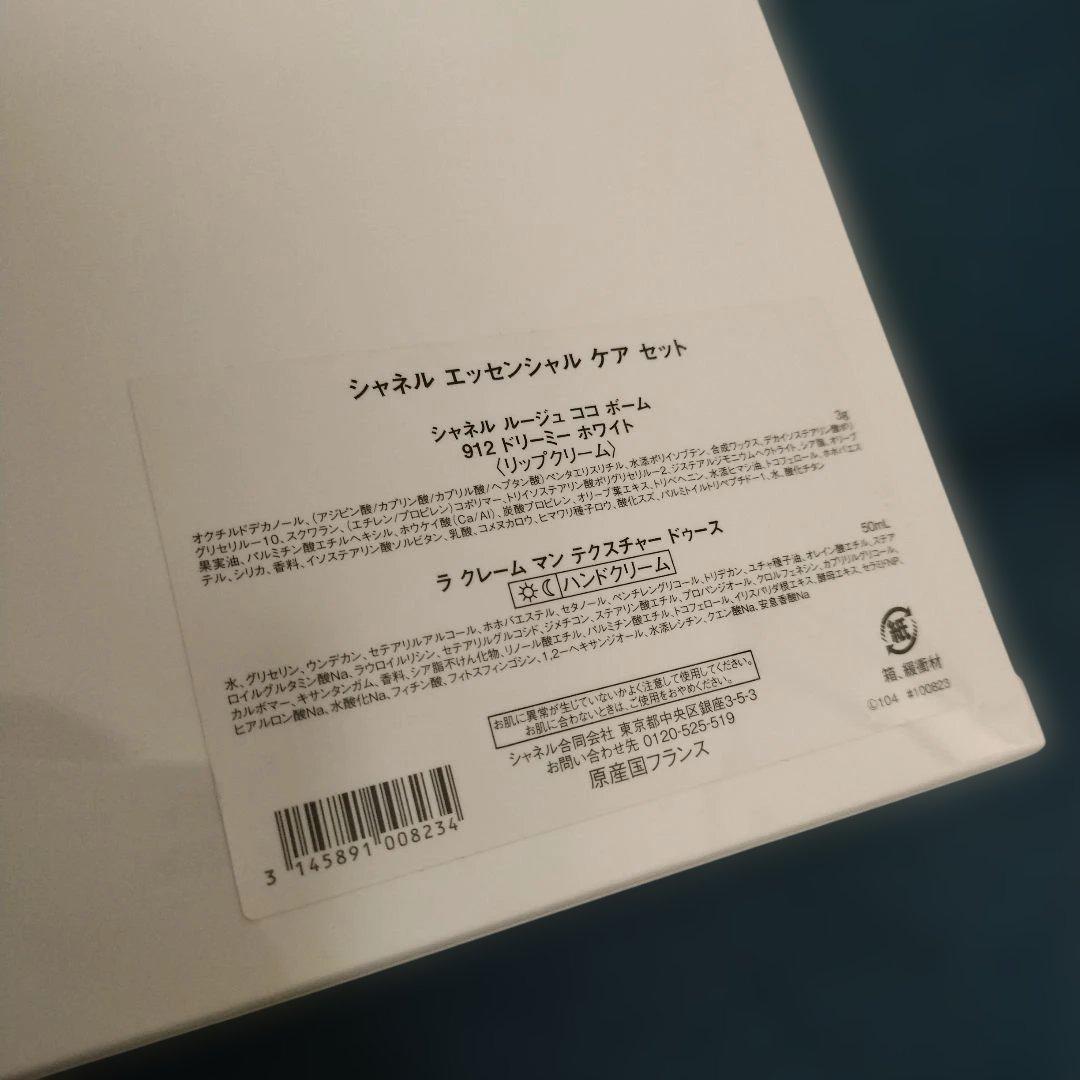 シャネル エッセンシャル ケア セット
シャネル ルージュ ココ ボーム
912 ドリーミー ホワイト
〈リップクリーム〉
3g
オクチルドデカノール、(アジピン酸/カプリン酸/カプリル酸/ヘプタン酸)ペンタエリスリチル、水添ポリイソブテン、合成ワックス、デカイソステアリン酸ポリ
グリセリル－10、スクワラン、(エチレン/プロピレン)コポリマー、トリイソステアリン酸ポリグリセリル－2、ジステアルジモニウムヘクトライト、シア脂、オリーブ
果実油、パルミチン酸エチルヘキシル、ホウケイ酸(Ca/Al)、炭酸プロピレン、オリーブ葉エキス、トリベヘニン、水添ヒマシ油、トコフェロール、ホホバエス
テル、シリカ、香料、イソステアリン酸ソルビタン、乳酸、コメヌカロウ、ヒマワリ種子ロウ、酸化スズ、パルミトイルトリペプチド－1、水、酸化チタン
ラ クレーム マン テクスチャー ドゥース
ハンドクリーム
50mL
水、グリセリン、ウンデカン、セテアリルアルコール、ホホバエステル、セタノール、ペンチレングリコール、トリデカン、ユチャ種子油、オレイン酸エチル、ステア
ロイルグルタミン酸Na、ラウロイルリシン、セテアリルグルコシド、ジメチコン、ステアリン酸エチル、プロパンジオール、クロルフェネシン、カプリリルグリコール、
カルボマー、キサンタンガム、香料、シア脂不けん化物、リノール酸エチル、パルミチン酸エチル、トコフェロール、イリスパリダ根エキス、酵母エキス、セラミドNP、
ヒアルロン酸Na、水酸化Na、フィチン酸、フィトスフィンゴシン、1,2－ヘキサンジオール、水添レシチン、クエン酸Na、安息香酸Na
お肌に異常が生じていないかよく注意して使用してください。
お肌に合わないときは、ご使用をおやめください。
シャネル合同会社 東京都中央区銀座3-5-3
お問い合わせ先 0120-525-519
原産国フランス
紙
箱、緩衝材
Ⓒ104 #100823
3 145891 008234